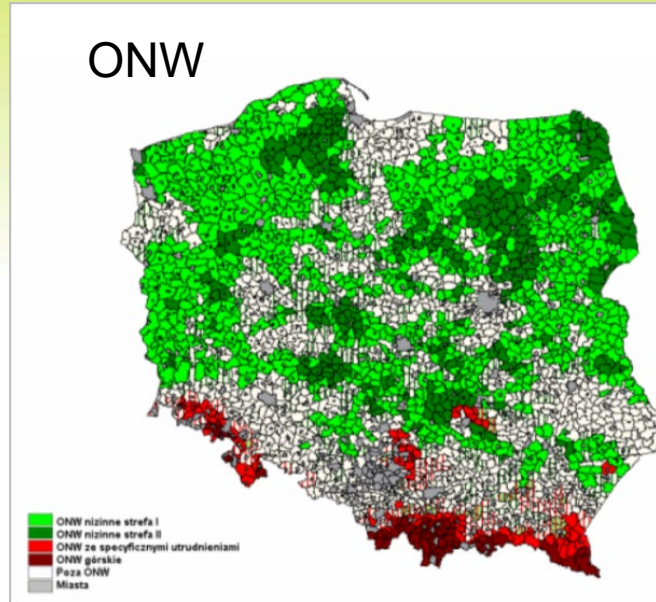 ONW
ONW nizinne strefa I
ONW nizinne strefa II
ONW ze specyficznymi utrudnieniami
ONW górskie
Poza ONW
Miasta